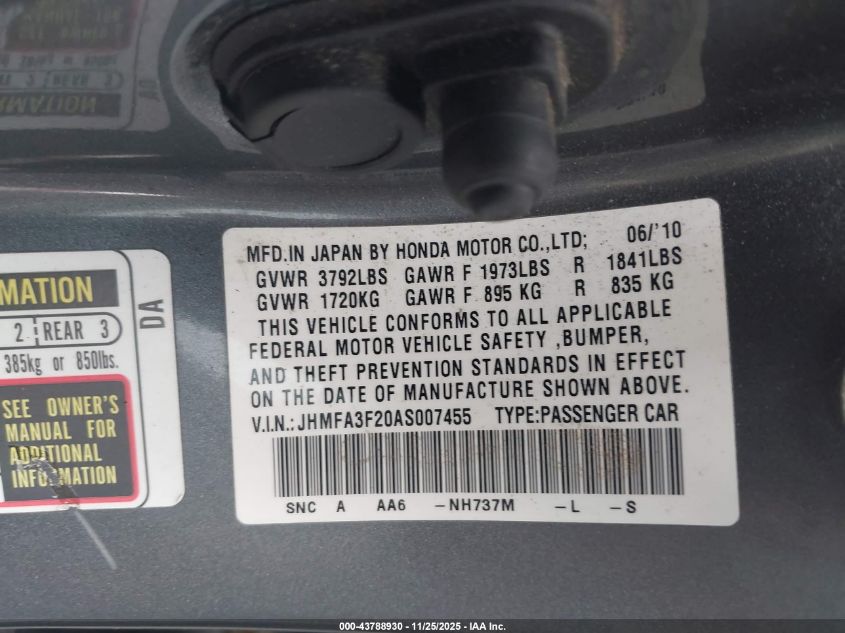 MFD.IN JAPAN BY HONDA MOTOR CO.,LTD; 06/'10
GVWR 3792LBS GAWR F 1973LBS R 1841LBS
GVWR 1720KG GAWR F 895 KG R 835 KG
THIS VEHICLE CONFORMS TO ALL APPLICABLE
FEDERAL MOTOR VEHICLE SAFETY ,BUMPER,
AND THEFT PREVENTION STANDARDS IN EFFECT
ON THE DATE OF MANUFACTURE SHOWN ABOVE.
V.I.N.: JHMFA3F20AS007455 TYPE:PASSENGER CAR
SNC A AA6 -NH737M -L -S
MATION
2 REAR 3
385kg or 850lbs.
SEE OWNER'S
MANUAL FOR
ADDITIONAL
INFORMATION
DA
000-43788930 - 11/25/2025 - IAA Inc.